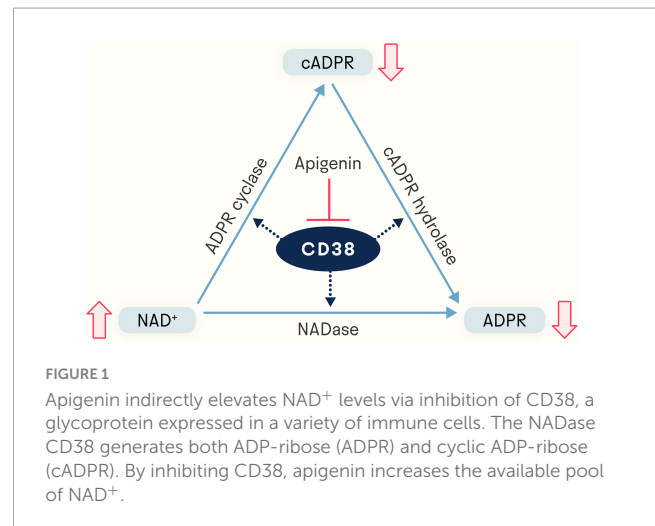 cADPR
ADPR cyclase
Apigenin
cADPR hydrolase
CD38
NAD⁺
NADase
ADPR
FIGURE 1
Apigenin indirectly elevates NAD⁺ levels via inhibition of CD38, a
glycoprotein expressed in a variety of immune cells. The NADase
CD38 generates both ADP-ribose (ADPR) and cyclic ADP-ribose
(cADPR). By inhibiting CD38, apigenin increases the available pool
of NAD⁺.